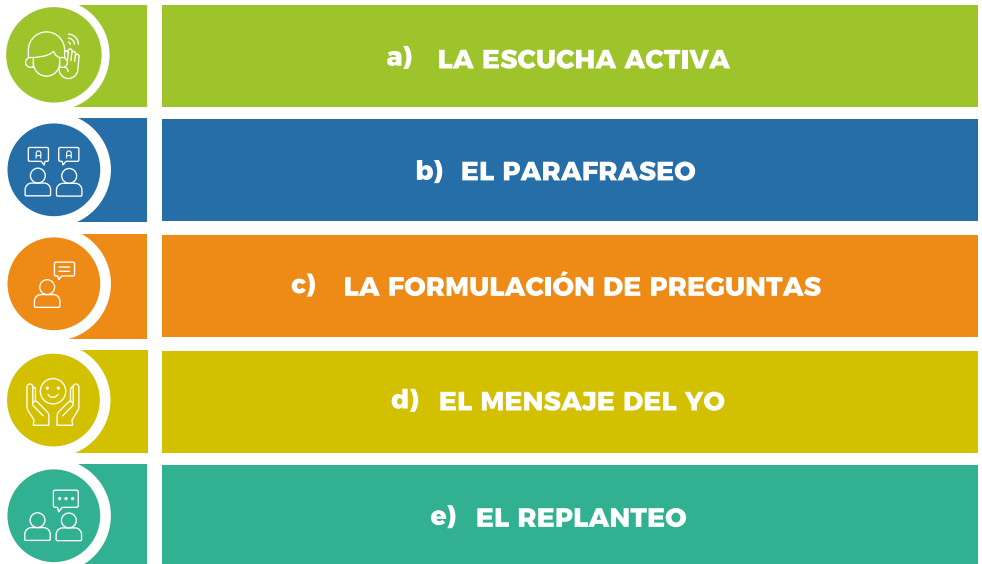 a) LA ESCUCHA ACTIVA
A A
b) EL PARAFRASEO
c) LA FORMULACIÓN DE PREGUNTAS
d) EL MENSAJE DEL YO
e) EL REPLANTEO